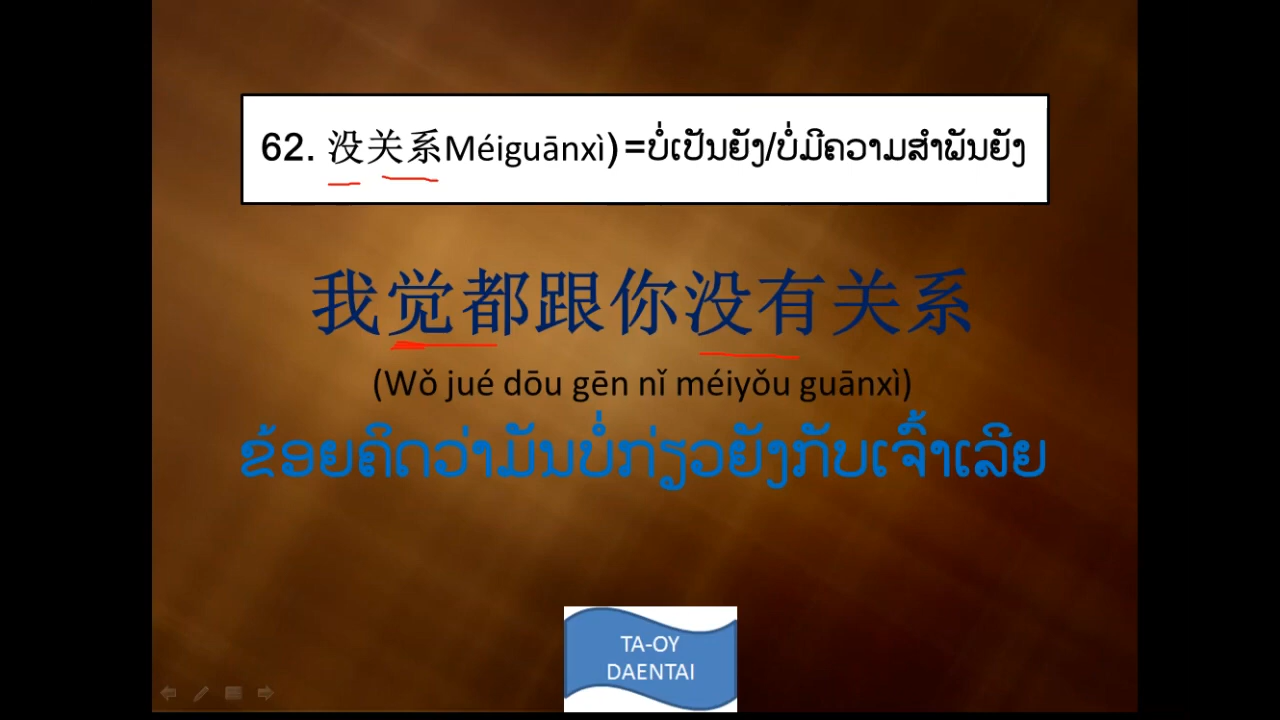 62. 没关系Méiguānxì) =ບໍ່ເປັນຍັງ/ບໍ່ມີຄວາມສຳພັນຍັງ
我觉都跟你没有关系
(Wǒ jué dōu gēn nǐ méiyǒu guānxì)
ຂ້ອຍຄິດວ່າມັນບໍ່ກ່ຽວຍັງກັບເຈົ້າເລີຍ
TA-OY
DAENTAI